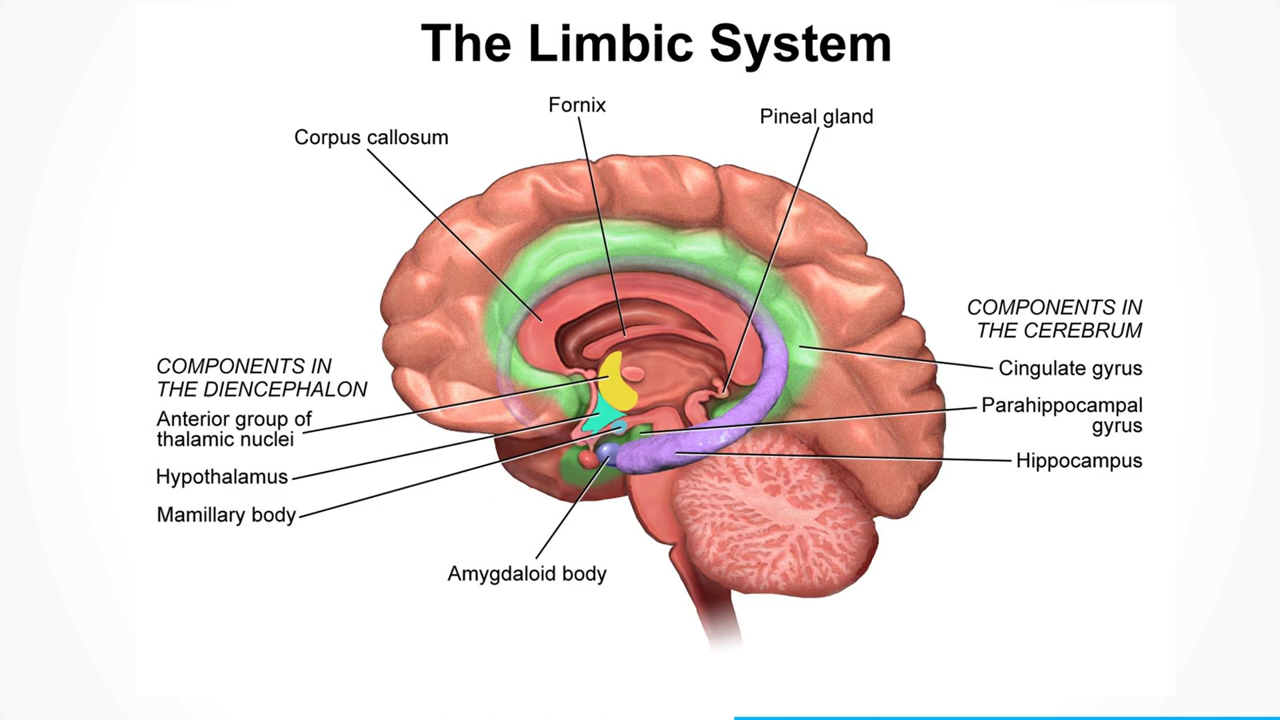 The Limbic System
Fornix
Pineal gland
Corpus callosum
COMPONENTS IN
THE CEREBRUM
Cingulate gyrus
Parahippocampal
gyrus
Hippocampus
COMPONENTS IN
THE DIENCEPHALON
Anterior group of
thalamic nuclei
Hypothalamus
Mamillary body
Amygdaloid body